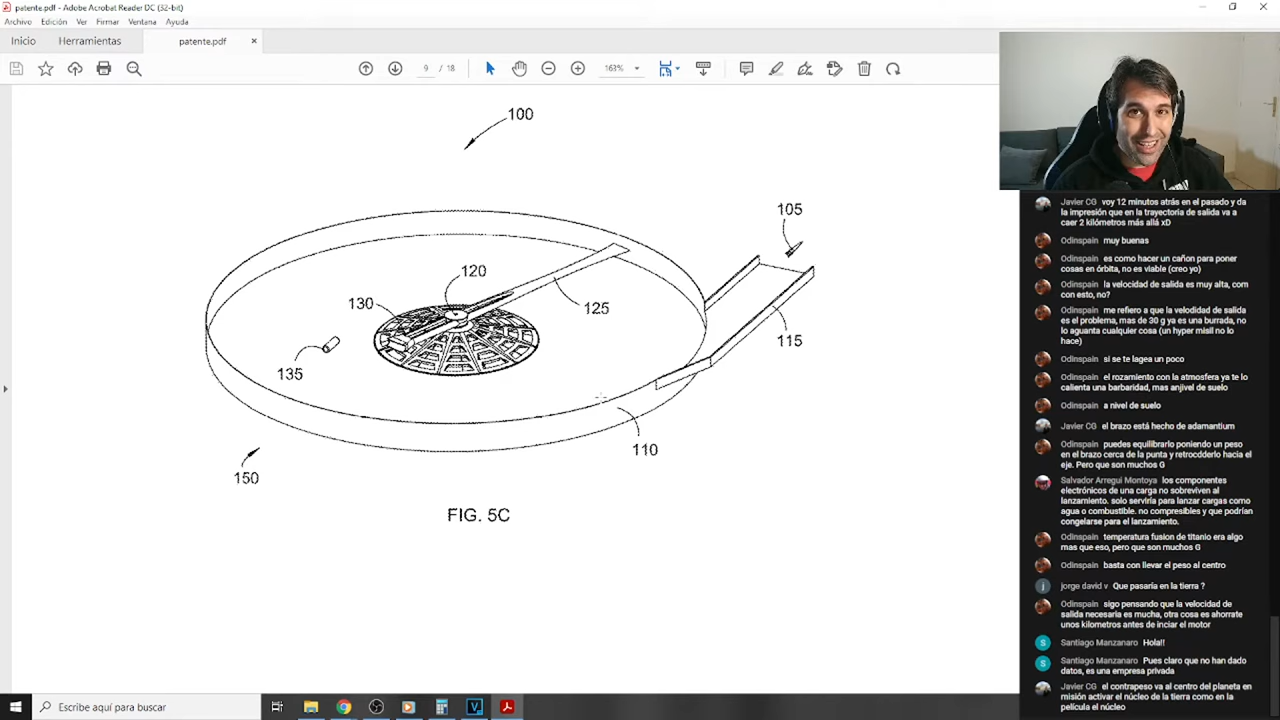 patente.pdf - Adobe Acrobat Reader DC (32-bit)
Archivo Edición Ver Firmar Ventana Ayuda
Inicio Herramientas patente.pdf ×
9 / 18 163%
100
105
120
130
125
115
135
110
150
FIG. 5C
Javier CG voy 12 minutos atrás en el pasado y da
la impresión que en la trayectoria de salida va a
caer 2 kilómetros más allá xD
Odinspain muy buenas
Odinspain es como hacer un cañon para poner
cosas en órbita, no es viable (creo yo)
Odinspain la velocidad de salida es muy alta, com
con esto, no?
Odinspain me refiero a que la velodidad de salida
es el problema, mas de 30 g ya es una burrada, no
lo aguanta cualquier cosa (un hyper misil no lo
hace)
Odinspain si se te lagea un poco
Odinspain el rozamiento con la atmosfera ya te lo
calienta una barbaridad, mas anjivel de suelo
Odinspain a nivel de suelo
Javier CG el brazo está hecho de adamantium
Odinspain puedes equilibrarlo poniendo un peso
en el brazo cerca de la punta y retrocdderlo hacia el
eje. Pero que son muchos G
Salvador Arregui Montoya los componentes
electrónicos de una carga no sobreviven al
lanzamiento. solo serviría para lanzar cargas como
agua o combustible. no compresibles y que podrían
congelarse para el lanzamiento.
Odinspain temperatura fusion de titanio era algo
mas que eso, pero que son muchos G
Odinspain basta con llevar el peso al centro
jorge david v Que pasaría en la tierra ?
Odinspain sigo pensando que la velocidad de
salida necesaria es mucha, otra cosa es ahorrate
unos kilometros antes de inciar el motor
Santiago Manzanaro Hola!!
Santiago Manzanaro Pues claro que no han dado
datos, es una empresa privada
Javier CG el contrapeso va al centro del planeta en
misión activar el núcleo de la tierra como en la
película el núcleo
Escribe aquí para buscar